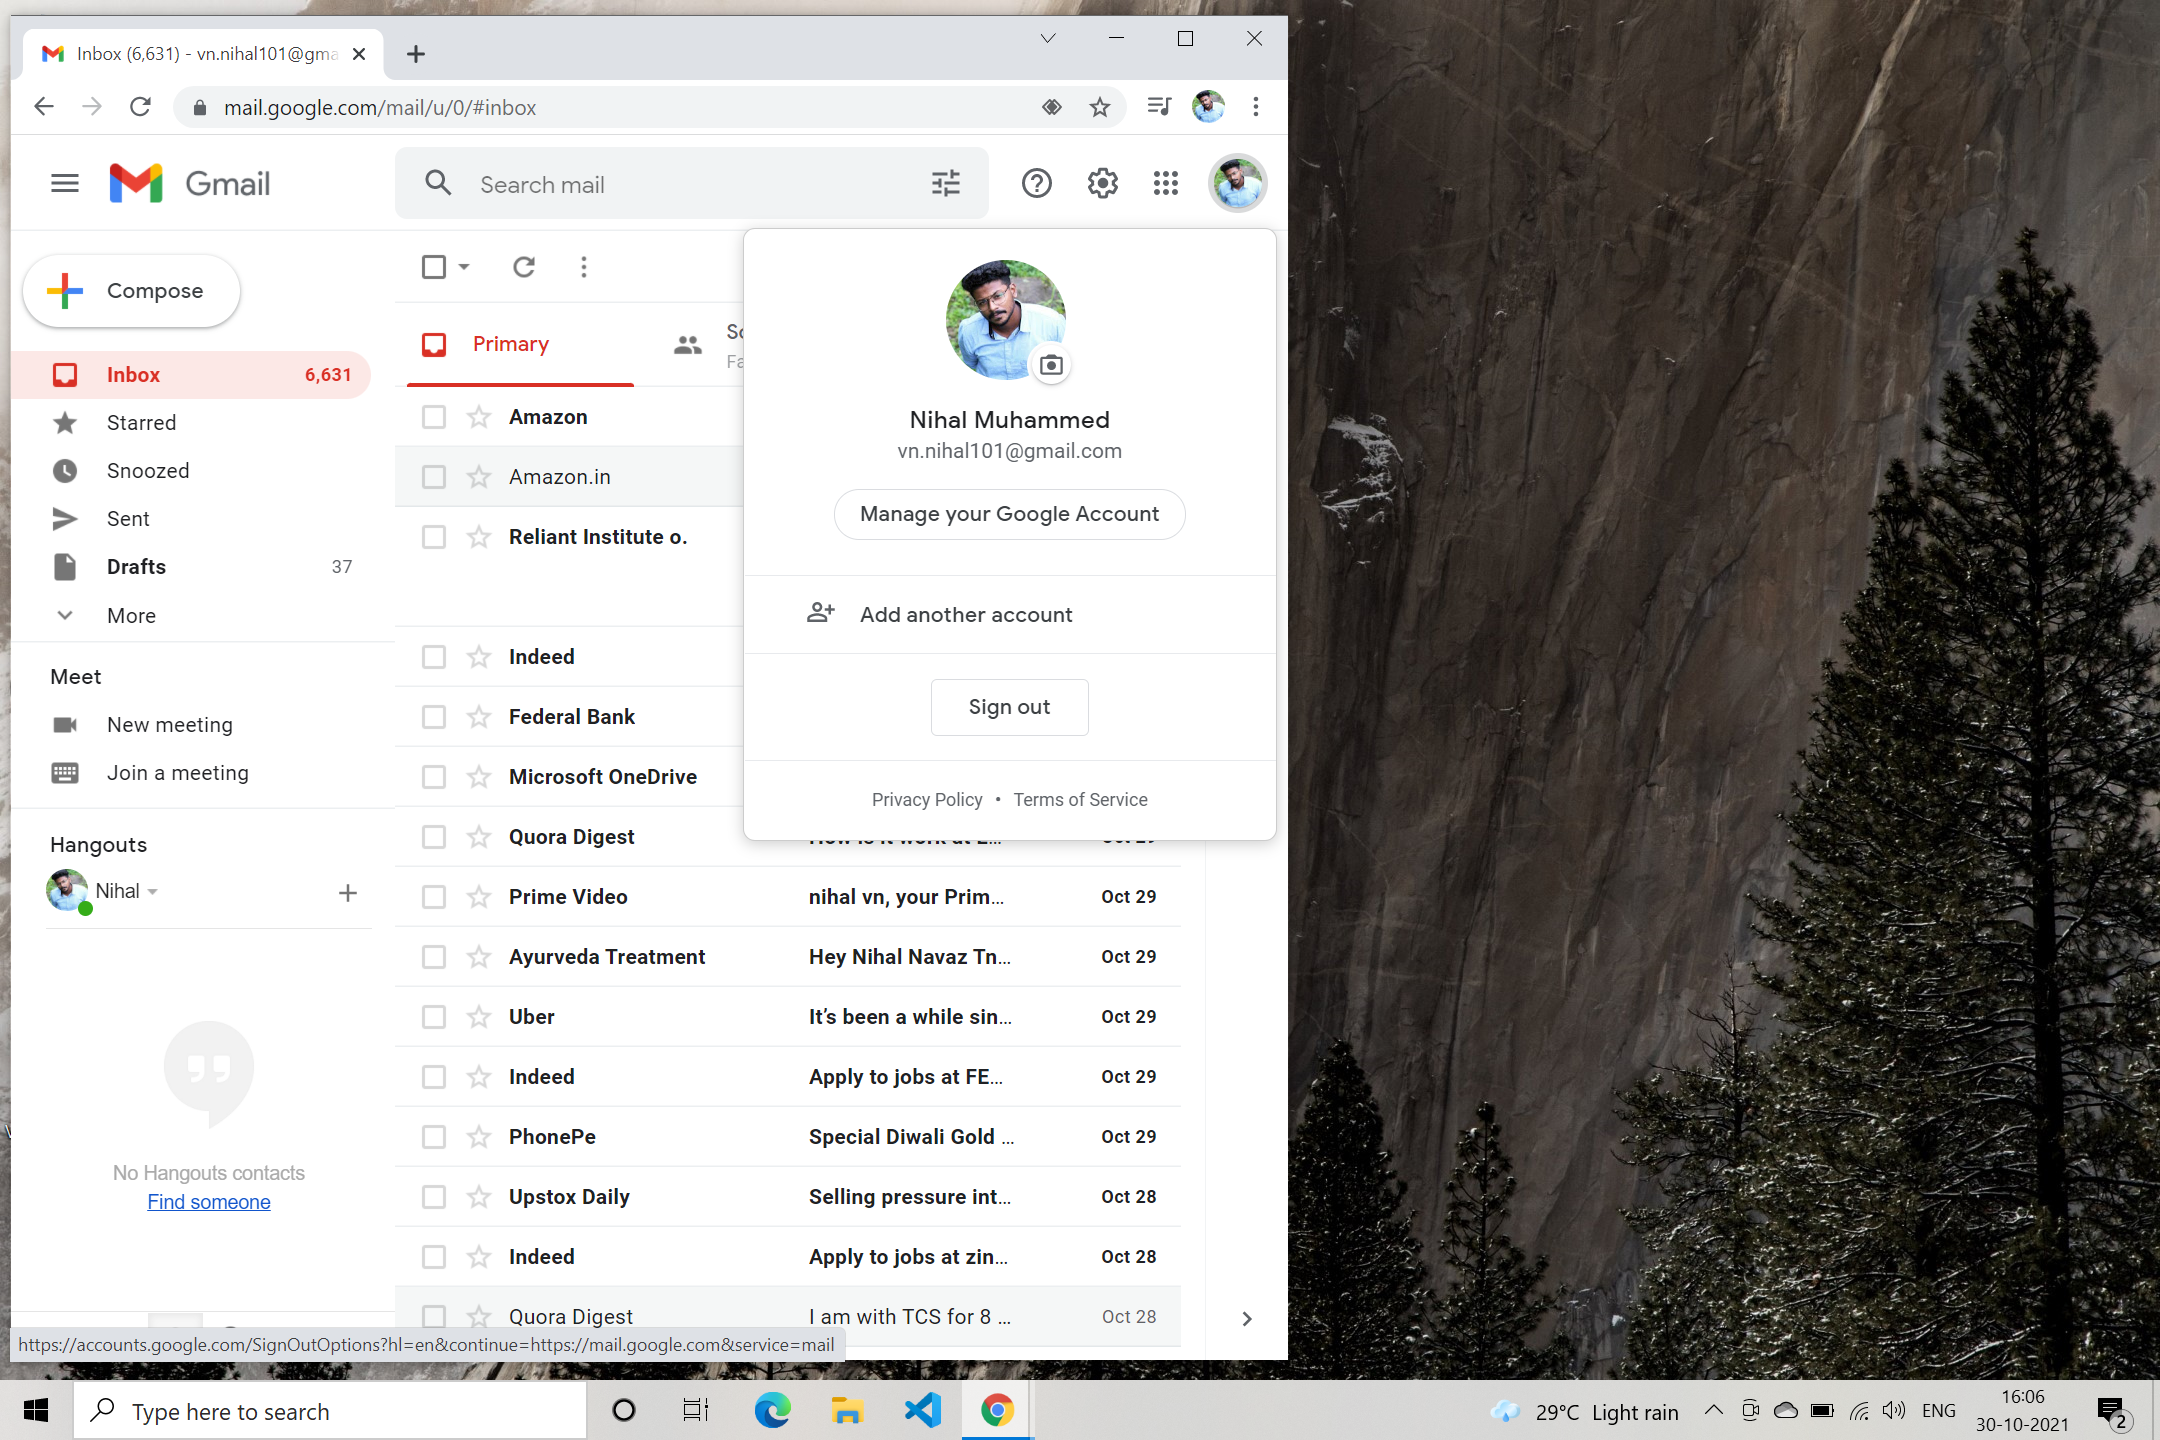 Inbox (6,631) - vn.nihal101@gma
mail.google.com/mail/u/0/#inbox
Gmail
Search mail
Compose
Inbox 6,631
Starred
Snoozed
Sent
Drafts 37
More
Meet
New meeting
Join a meeting
Hangouts
Nihal
No Hangouts contacts
Find someone
Primary
Amazon
Amazon.in
Reliant Institute o.
Indeed
Federal Bank
Microsoft OneDrive
Quora Digest
Prime Video nihal vn, your Prim... Oct 29
Ayurveda Treatment Hey Nihal Navaz Tn... Oct 29
Uber It's been a while sin... Oct 29
Indeed Apply to jobs at FE... Oct 29
PhonePe Special Diwali Gold ... Oct 29
Upstox Daily Selling pressure int... Oct 28
Indeed Apply to jobs at zin... Oct 28
Quora Digest I am with TCS for 8 ... Oct 28
Nihal Muhammed
vn.nihal101@gmail.com
Manage your Google Account
Add another account
Sign out
Privacy Policy • Terms of Service
https://accounts.google.com/SignOutOptions?hl=en&continue=https://mail.google.com&service=mail
Type here to search
29°C Light rain
ENG
16:06
30-10-2021
2